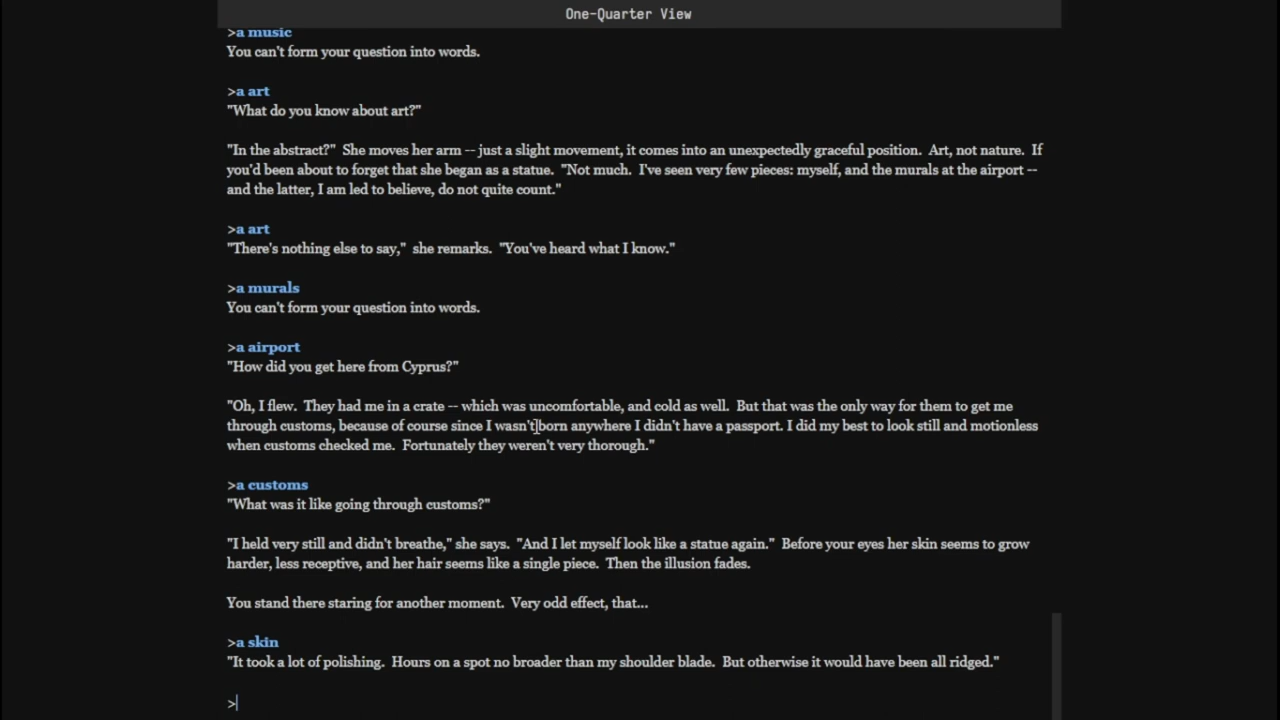 One-Quarter View
>a music
You can't form your question into words.
>a art
"What do you know about art?"
"In the abstract?"  She moves her arm -- just a slight movement, it comes into an unexpectedly graceful position.  Art, not nature.  If
you'd been about to forget that she began as a statue.  "Not much.  I've seen very few pieces: myself, and the murals at the airport --
and the latter, I am led to believe, do not quite count."
>a art
"There's nothing else to say,"  she remarks.  "You've heard what I know."
>a murals
You can't form your question into words.
>a airport
"How did you get here from Cyprus?"
"Oh, I flew.  They had me in a crate -- which was uncomfortable, and cold as well.  But that was the only way for them to get me
through customs, because of course since I wasn't born anywhere I didn't have a passport. I did my best to look still and motionless
when customs checked me.  Fortunately they weren't very thorough."
>a customs
"What was it like going through customs?"
"I held very still and didn't breathe," she says.  "And I let myself look like a statue again."  Before your eyes her skin seems to grow
harder, less receptive, and her hair seems like a single piece.  Then the illusion fades.
You stand there staring for another moment.  Very odd effect, that...
>a skin
"It took a lot of polishing.  Hours on a spot no broader than my shoulder blade.  But otherwise it would have been all ridged."
>